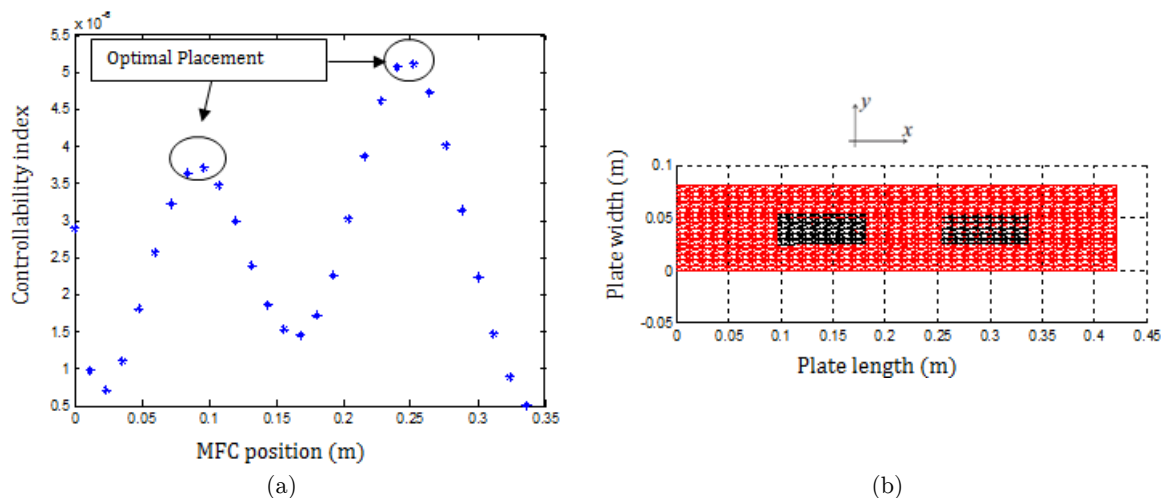 × 10⁻⁶
5.5
5
4.5
4
3.5
3
2.5
2
1.5
1
0.5
Controllability index
Optimal Placement
0 0.05 0.1 0.15 0.2 0.25 0.3 0.35
MFC position (m)
(a)
y
x
0.1
0.05
0
-0.05
Plate width (m)
0 0.05 0.1 0.15 0.2 0.25 0.3 0.35 0.4 0.45
Plate length (m)
(b)